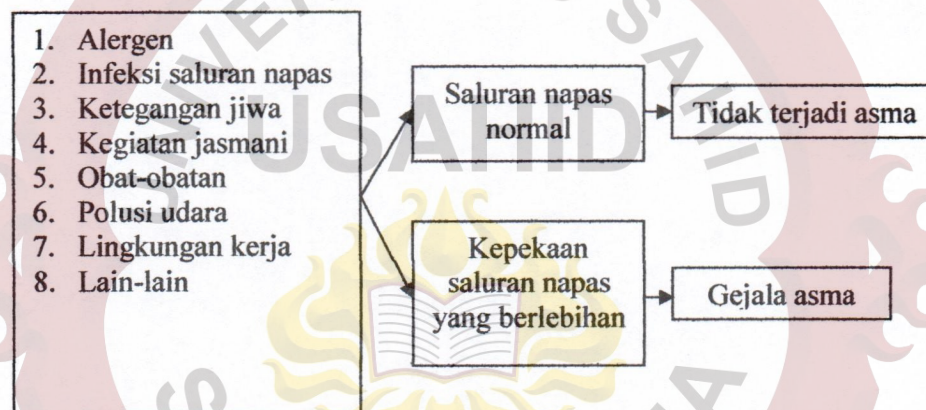 1. Alergen
2. Infeksi saluran napas
3. Ketegangan jiwa
4. Kegiatan jasmani
5. Obat-obatan
6. Polusi udara
7. Lingkungan kerja
8. Lain-lain
Saluran napas
normal
Tidak terjadi asma
Kepekaan
saluran napas
yang berlebihan
Gejala asma
USAHID